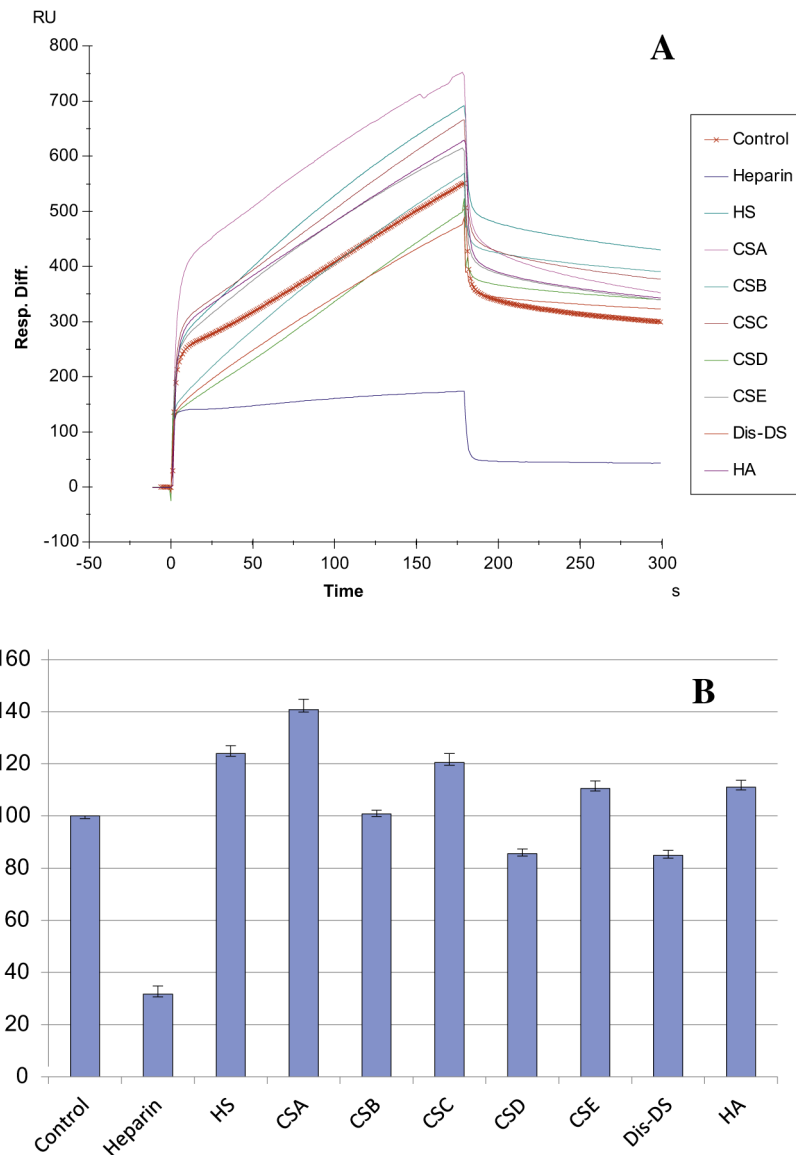 RU
A
800
700
600
500
400
300
200
100
0
-100
Resp. Diff.
-50
0
50
100
150
200
250
300
Time
s
Control
Heparin
HS
CSA
CSB
CSC
CSD
CSE
Dis-DS
HA
B
160
140
120
100
80
60
40
20
0
Control
Heparin
HS
CSA
CSB
CSC
CSD
CSE
Dis-DS
HA